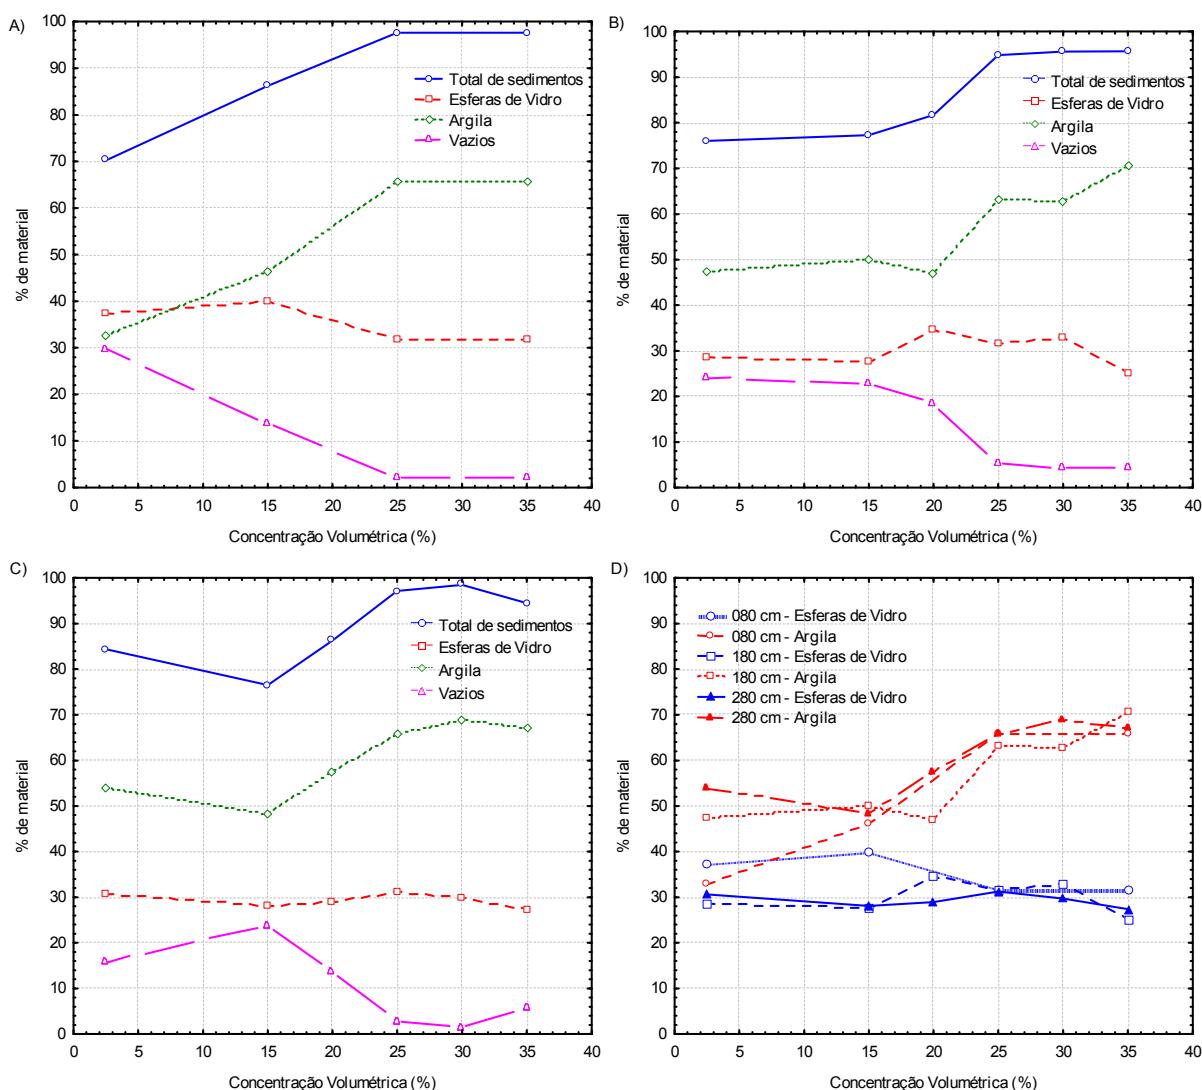 A)
100
90
80
70
60
50
40
30
20
10
0
% de material
Total de sedimentos
Esferas de Vidro
Argila
Vazios
0 5 10 15 20 25 30 35 40
Concentração Volumétrica (%)
B)
100
90
80
70
60
50
40
30
20
10
0
% de material
Total de sedimentos
Esferas de Vidro
Argila
Vazios
0 5 10 15 20 25 30 35 40
Concentração Volumétrica (%)
C)
100
90
80
70
60
50
40
30
20
10
0
% de material
Total de sedimentos
Esferas de Vidro
Argila
Vazios
0 5 10 15 20 25 30 35 40
Concentração Volumétrica (%)
D)
100
90
80
70
60
50
40
30
20
10
0
% de material
080 cm - Esferas de Vidro
080 cm - Argila
180 cm - Esferas de Vidro
180 cm - Argila
280 cm - Esferas de Vidro
280 cm - Argila
0 5 10 15 20 25 30 35 40
Concentração Volumétrica (%)